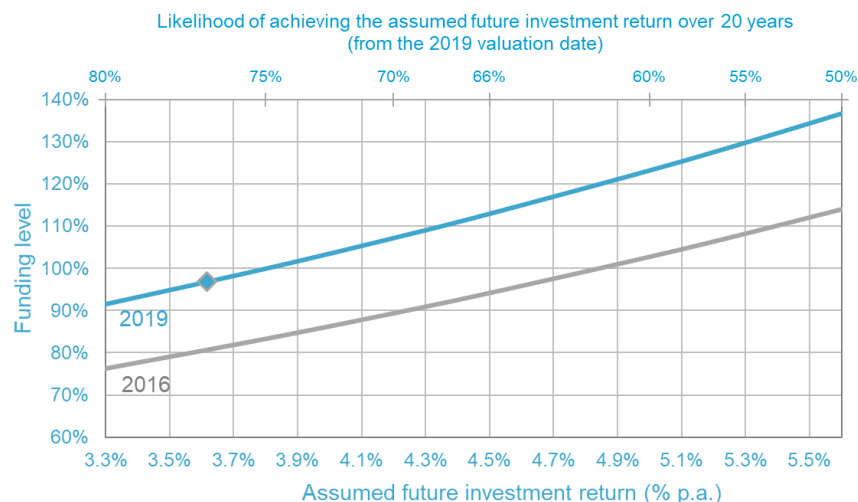 Likelihood of achieving the assumed future investment return over 20 years
(from the 2019 valuation date)
80% 75% 70% 66% 60% 55% 50%
140%
130%
120%
110%
100%
90%
80%
70%
60%
Funding level
2019
2016
3.3% 3.5% 3.7% 3.9% 4.1% 4.3% 4.5% 4.7% 4.9% 5.1% 5.3% 5.5%
Assumed future investment return (% p.a.)